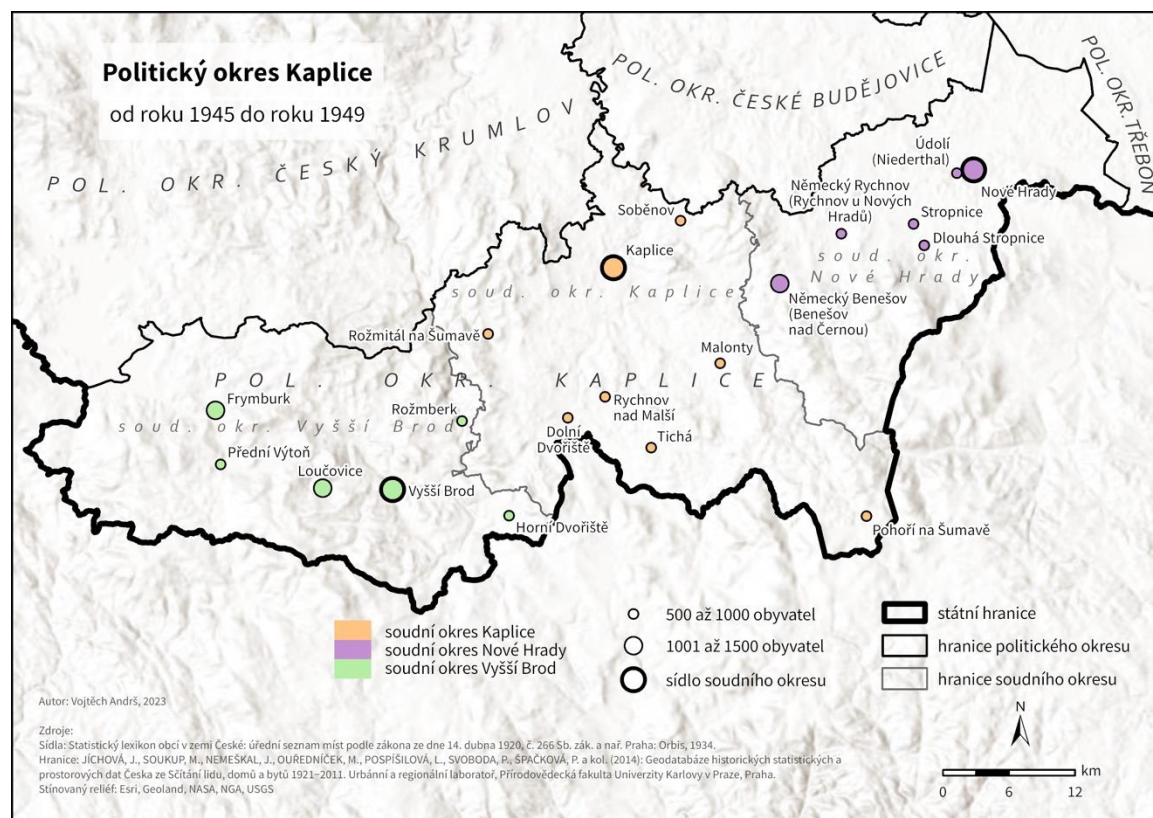 Politický okres Kaplice
od roku 1945 do roku 1949
POL. OKR. ČESKÝ KRUMLOV
POL. OKR. ČESKÉ BUDĚJOVICE
POL. OKR. TŘEBOŇ
Údolí
(Niederthal)
Nové Hrady
Německý Rychnov
(Rychnov u Nových
Hradů)
Stropnice
Dlouhá Stropnice
soud. okr.
Nové Hrady
Soběnov
Kaplice
soud. okr. Kaplice
Německý Benešov
(Benešov
nad Černou)
Rožmitál na Šumavě
Malonty
POL. OKR. KAPLICE
Frymburk
Rožmberk
Rychnov
nad Malší
soud. okr. Vyšší Brod
Dolní
Dvořiště
Tichá
Přední Výtoň
Loučovice
Vyšší Brod
Horní Dvořiště
Pohoří na Šumavě
soudní okres Kaplice
soudní okres Nové Hrady
soudní okres Vyšší Brod
500 až 1000 obyvatel
1001 až 1500 obyvatel
sídlo soudního okresu
státní hranice
hranice politického okresu
hranice soudního okresu
N
km
0 6 12
Autor: Vojtěch Andrš, 2023
Zdroje:
Sídla: Statistický lexikon obcí v zemi České: úřední seznam míst podle zákona ze dne 14. dubna 1920, č. 266 Sb. zák. a nař. Praha: Orbis, 1934.
Hranice: JÍCHOVÁ, J., SOUKUP, M., NEMEŠKAL, J., OUŘEDNÍČEK, M., POSPÍŠILOVÁ, L., SVOBODA, P., ŠPAČKOVÁ, P. a kol. (2014): Geodatabáze historických statistických a
prostorových dat Česka ze Sčítání lidu, domů a bytů 1921–2011. Urbánní a regionální laboratoř, Přírodovědecká fakulta Univerzity Karlovy v Praze, Praha.
Stínovaný reliéf: Esri, Geoland, NASA, NGA, USGS